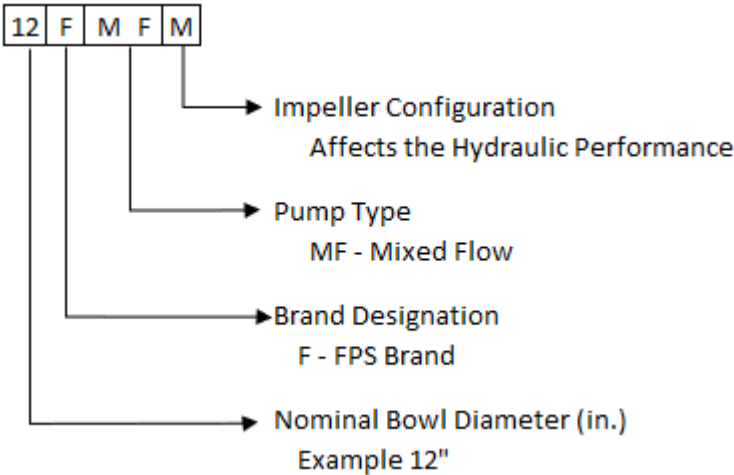 12 F M F M
Impeller Configuration
Affects the Hydraulic Performance
Pump Type
MF - Mixed Flow
Brand Designation
F - FPS Brand
Nominal Bowl Diameter (in.)
Example 12"